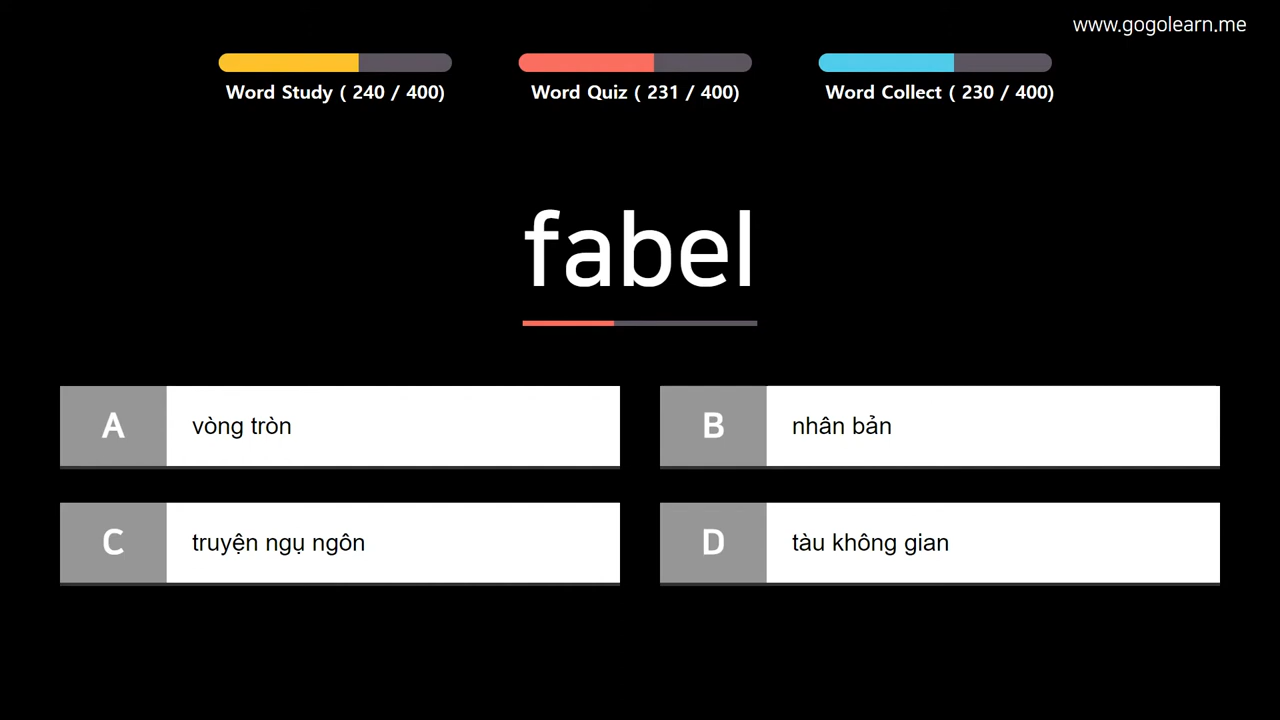 www.gogolearn.me
Word Study ( 240 / 400)
Word Quiz ( 231 / 400)
Word Collect ( 230 / 400)
fabel
A vòng tròn
B nhân bản
C truyện ngụ ngôn
D tàu không gian